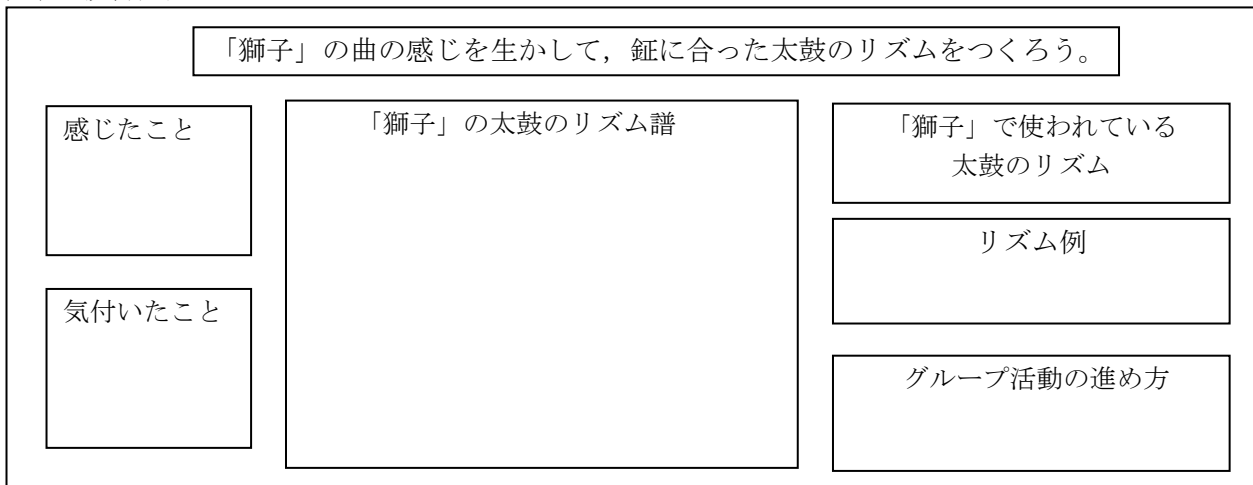 「獅子」の曲の感じを生かして，鉦に合った太鼓のリズムをつくろう。
感じたこと
気付いたこと
「獅子」の太鼓のリズム譜
「獅子」で使われている
太鼓のリズム
リズム例
グループ活動の進め方